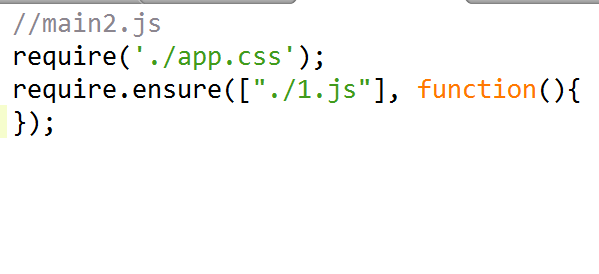 //main2.js
require('./app.css');
require.ensure(["./1.js"], function(){
});